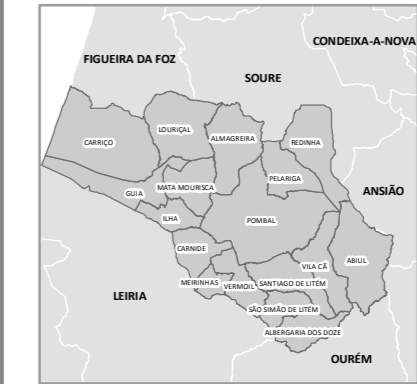 CONDEIXA-A-NOVA
FIGUEIRA DA FOZ
SOURE
LOURIÇAL
ALMAGREIRA
CARRIÇO
REDINHA
PELARIGA
MATA MOURISCA
GUIA
ANSIÃO
ILHA
POMBAL
CARNIDE
ABIUL
VILA CÃ
MEIRINHAS
VERMOIL
SANTIAGO DE LITÉM
LEIRIA
SÃO SIMÃO DE LITÉM
ALBERGARIA DOS DOZE
OURÉM